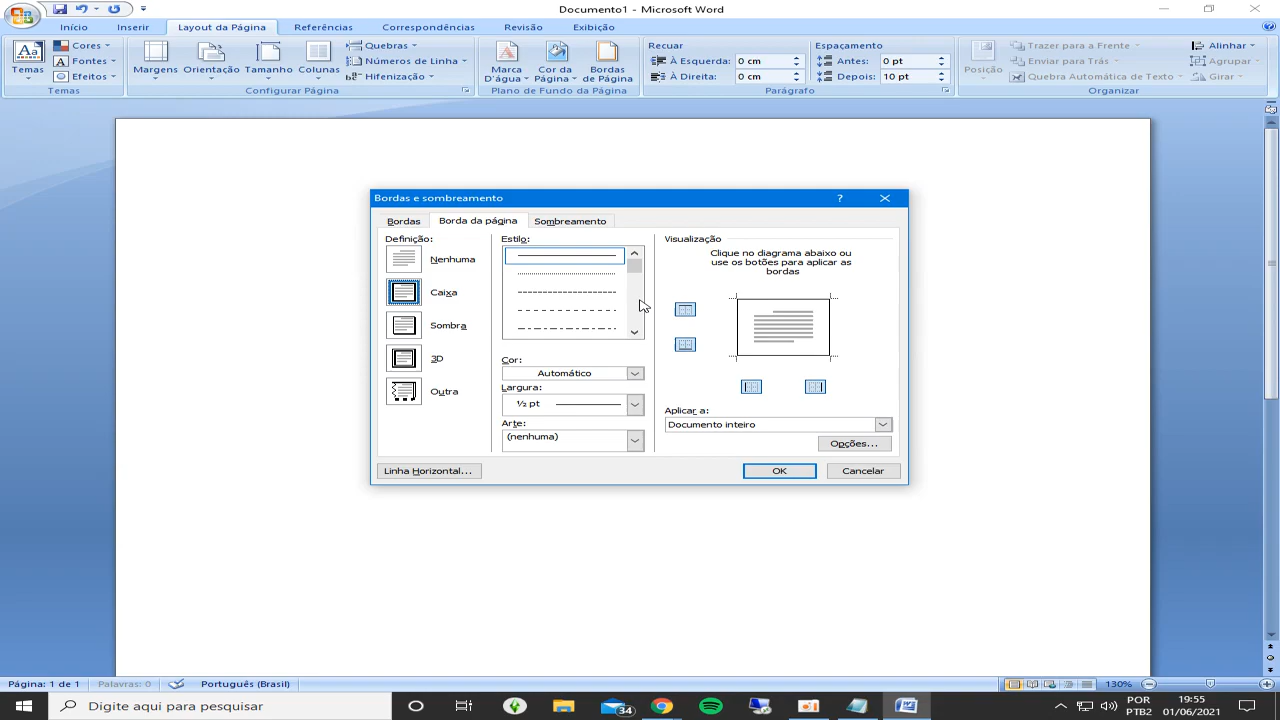 Documento1 - Microsoft Word
Início Inserir Layout da Página Referências Correspondências Revisão Exibição
Aa Temas
Cores
Fontes
Efeitos
Temas
Margens Orientação Tamanho Colunas
Quebras
Números de Linha
Hifenização
Configurar Página
Marca D'água
Cor da Página
Bordas de Página
Plano de Fundo da Página
Recuar
À Esquerda: 0 cm
À Direita: 0 cm
Espaçamento
Antes: 0 pt
Depois: 10 pt
Parágrafo
Posição
Trazer para a Frente
Enviar para Trás
Quebra Automática de Texto
Alinhar
Agrupar
Girar
Organizar
Bordas e sombreamento ?
Bordas Borda da página Sombreamento
Definição:
Nenhuma
Caixa
Sombra
3D
Outra
Estilo:
Cor:
Automático
Largura:
½ pt
Arte:
(nenhuma)
Visualização
Clique no diagrama abaixo ou
use os botões para aplicar as
bordas
Aplicar a:
Documento inteiro
Opções...
Linha Horizontal... OK Cancelar
Página: 1 de 1 Palavras: 0 Português (Brasil) 130%
Digite aqui para pesquisar
34
POR
PTB2
19:55
01/06/2021